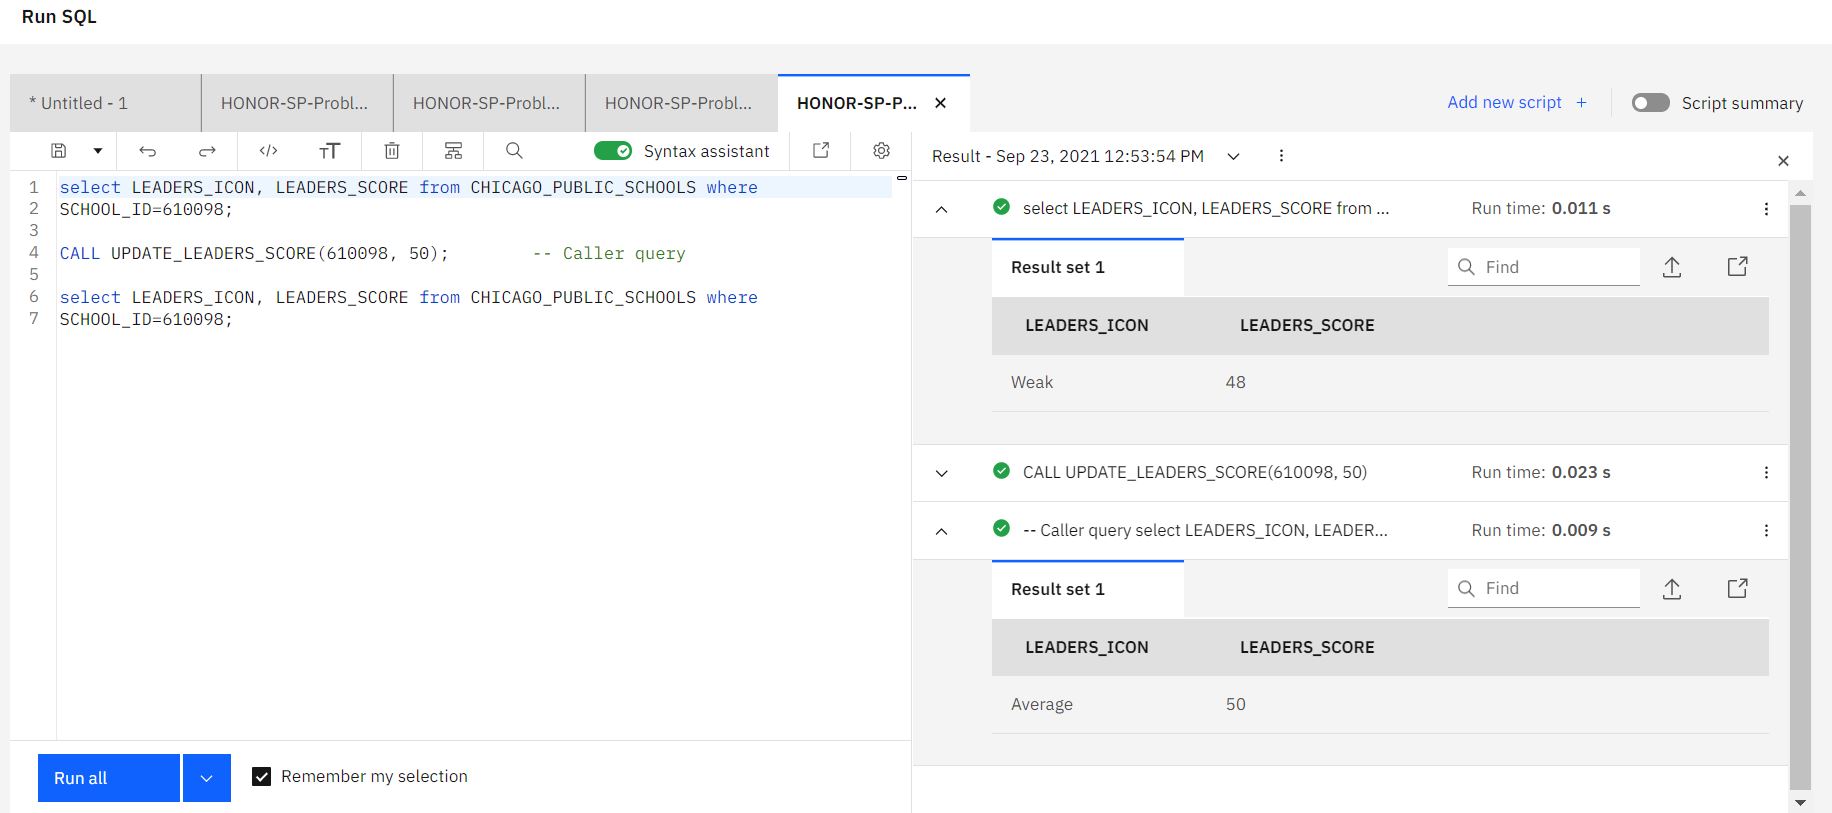 Run SQL
* Untitled - 1
HONOR-SP-Probl...
HONOR-SP-Probl...
HONOR-SP-Probl...
HONOR-SP-P...
Add new script +
Script summary
Syntax assistant
1 select LEADERS_ICON, LEADERS_SCORE from CHICAGO_PUBLIC_SCHOOLS where
2 SCHOOL_ID=610098;
3
4 CALL UPDATE_LEADERS_SCORE(610098, 50); -- Caller query
5
6 select LEADERS_ICON, LEADERS_SCORE from CHICAGO_PUBLIC_SCHOOLS where
7 SCHOOL_ID=610098;
Run all
Remember my selection
Result - Sep 23, 2021 12:53:54 PM
select LEADERS_ICON, LEADERS_SCORE from ... Run time: 0.011 s
Result set 1
Find
LEADERS_ICON LEADERS_SCORE
Weak 48
CALL UPDATE_LEADERS_SCORE(610098, 50) Run time: 0.023 s
-- Caller query select LEADERS_ICON, LEADER... Run time: 0.009 s
Result set 1
Find
LEADERS_ICON LEADERS_SCORE
Average 50